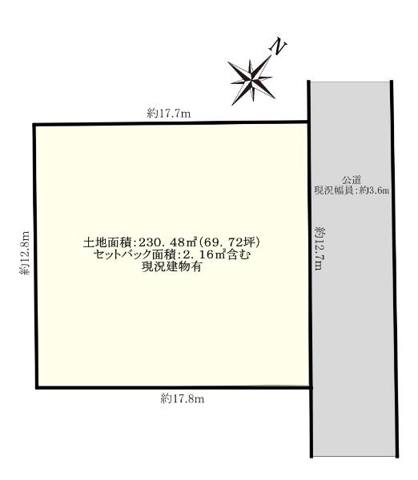 N
約17.7m
公道
現況幅員:約3.6m
土地面積:230.48㎡(69.72坪)
セットバック面積:2.16㎡含む
現況建物有
約12.8m
約12.7m
約17.8m